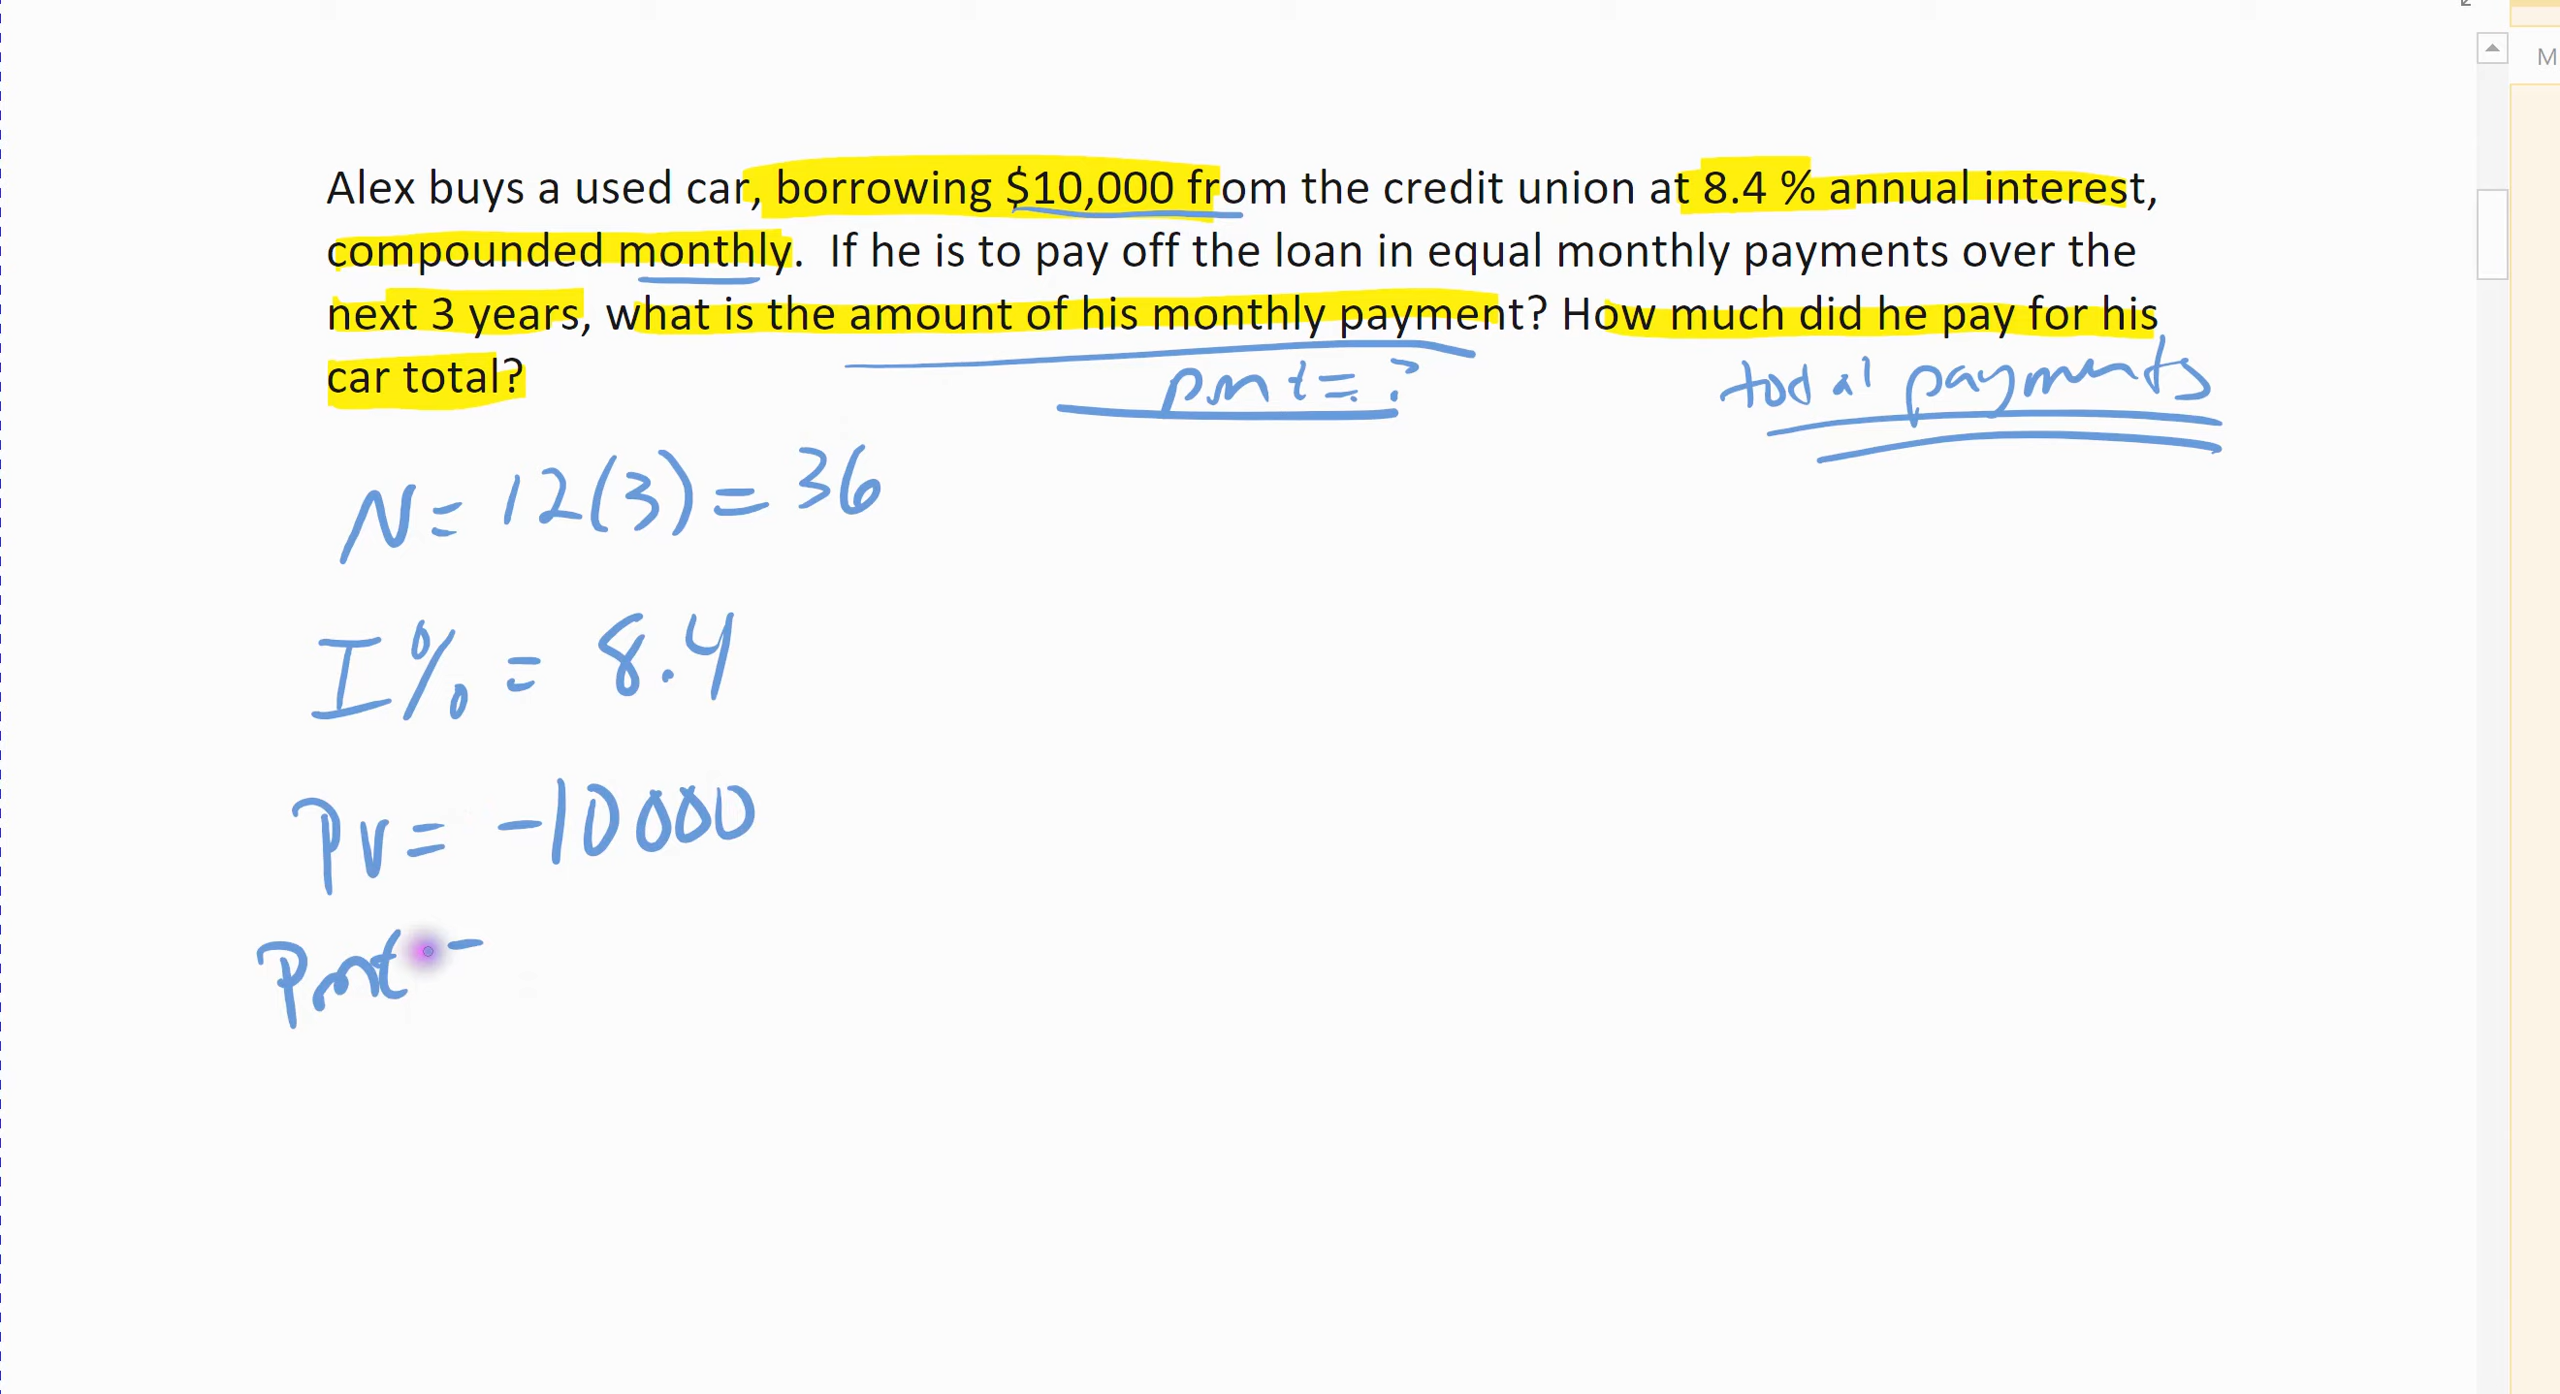 Alex buys a used car, borrowing $10,000 from the credit union at 8.4 % annual interest,
compounded monthly. If he is to pay off the loan in equal monthly payments over the
next 3 years, what is the amount of his monthly payment? How much did he pay for his
car total?
pmt = ?
total payments
N = 12(3) = 36
I% = 8.4
PV = -10000
Pmt -
M